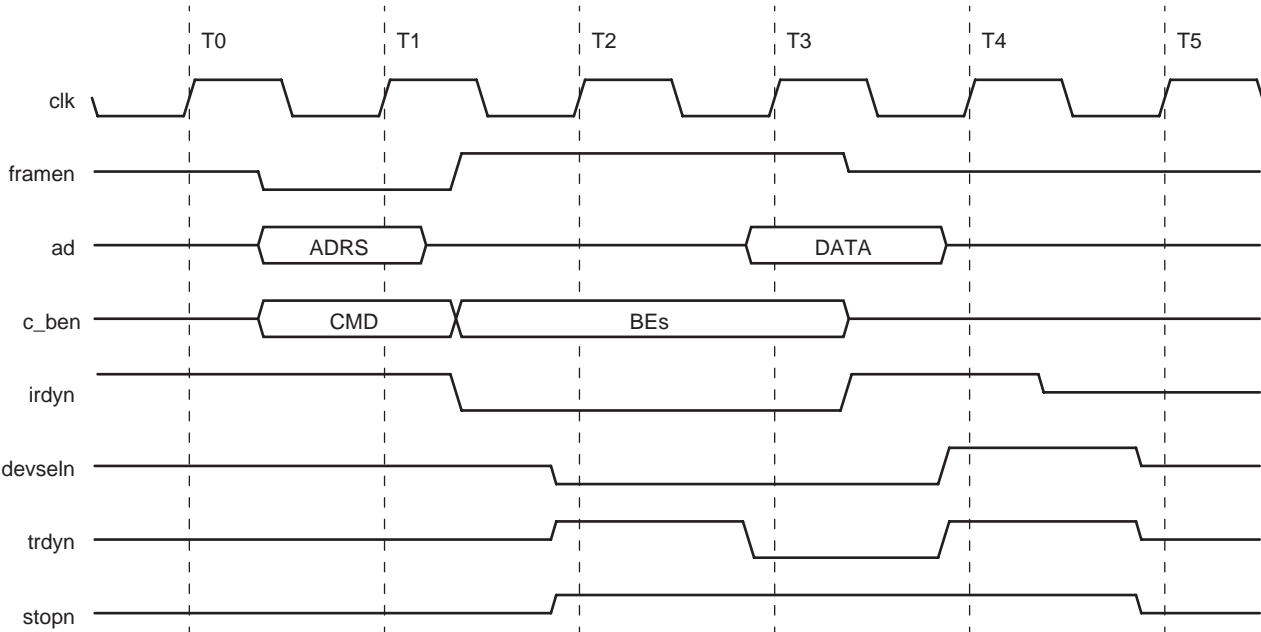 T0 T1 T2 T3 T4 T5
clk
framen
ad ADRS DATA
c_ben CMD BEs
irdyn
devseln
trdyn
stopn